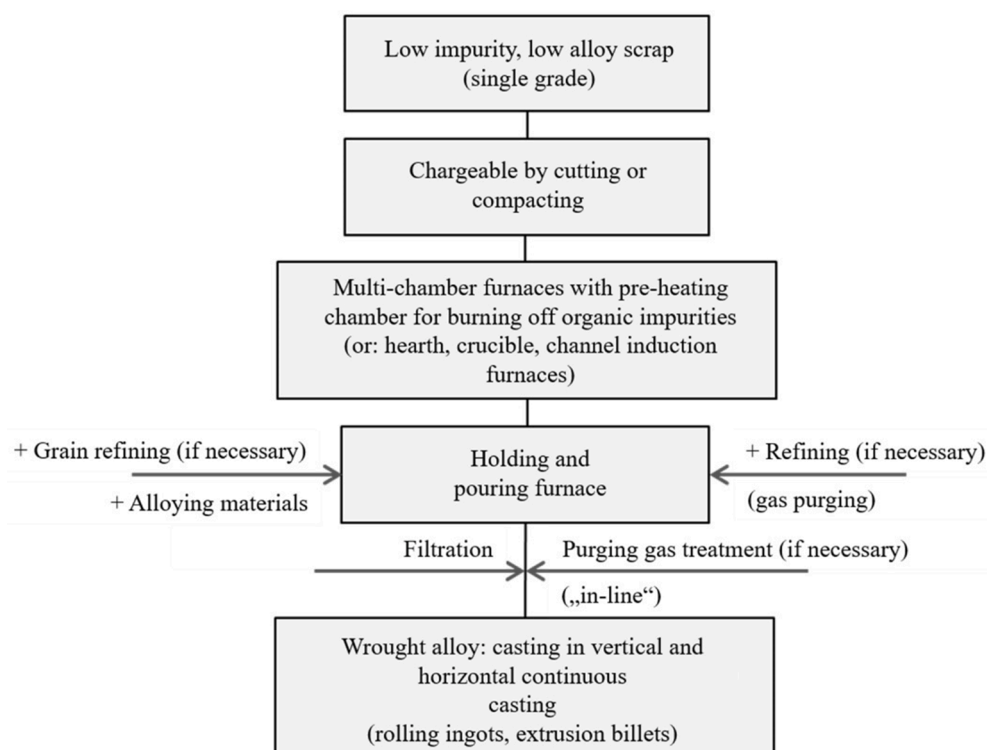 Low impurity, low alloy scrap
(single grade)
Chargeable by cutting or
compacting
Multi-chamber furnaces with pre-heating
chamber for burning off organic impurities
(or: hearth, crucible, channel induction
furnaces)
+ Grain refining (if necessary)
+ Alloying materials
Holding and
pouring furnace
+ Refining (if necessary)
(gas purging)
Filtration
Purging gas treatment (if necessary)
(„in-line“)
Wrought alloy: casting in vertical and
horizontal continuous
casting
(rolling ingots, extrusion billets)